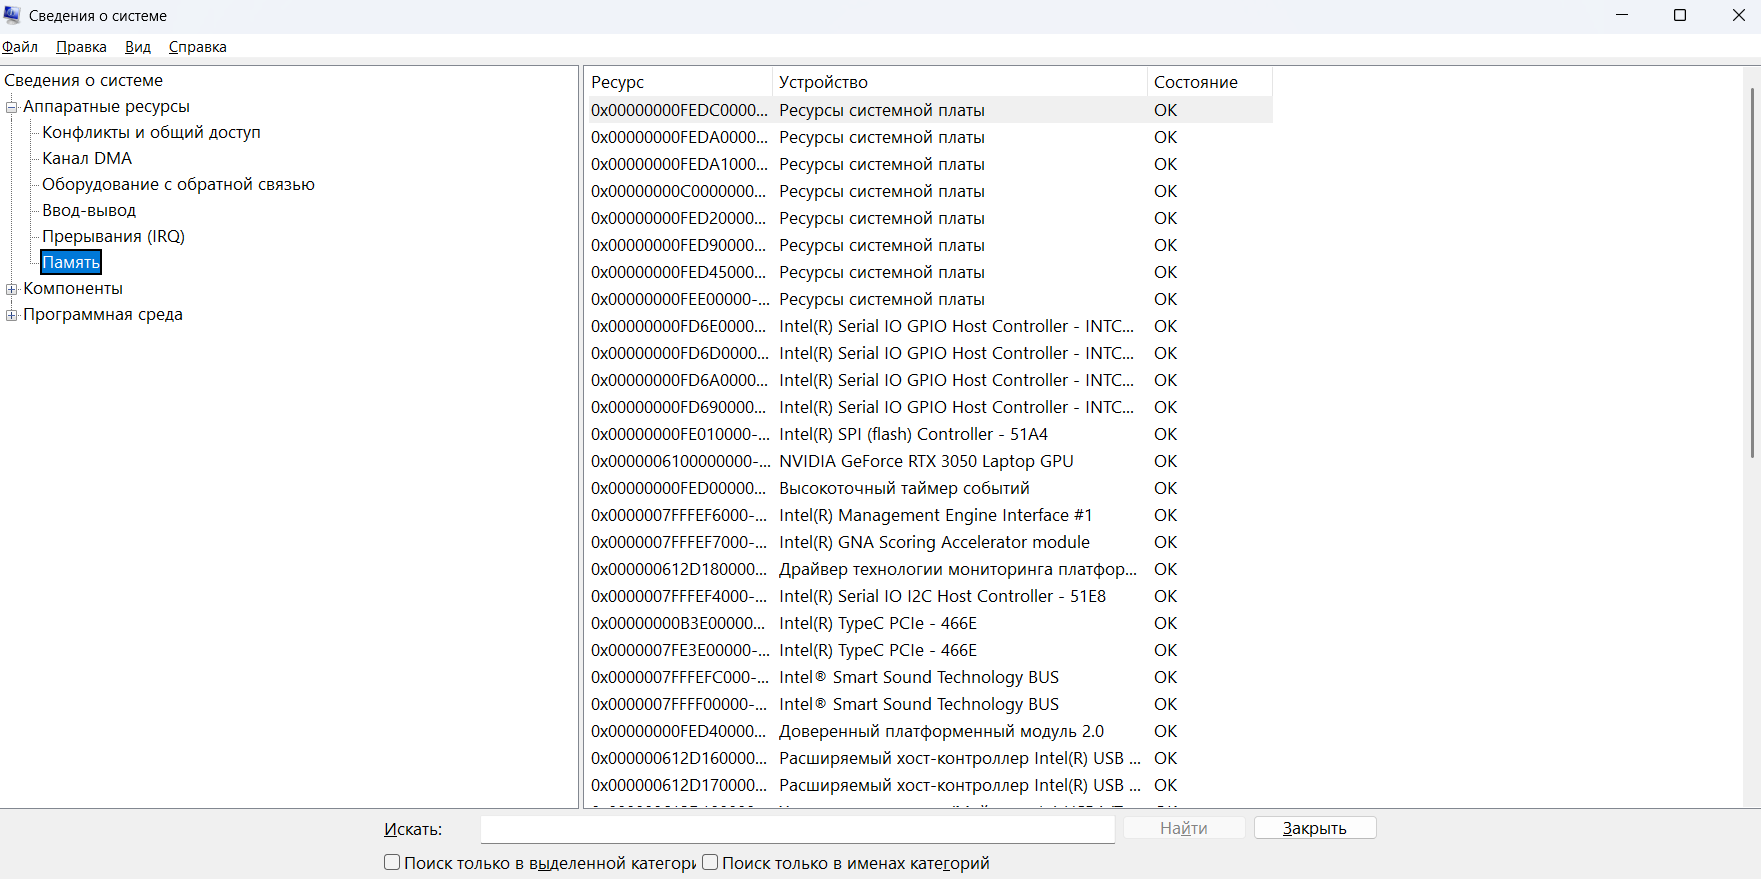 Сведения о системе
Файл Правка Вид Справка
Сведения о системе
Аппаратные ресурсы
Конфликты и общий доступ
Канал DMA
Оборудование с обратной связью
Ввод-вывод
Прерывания (IRQ)
Память
Компоненты
Программная среда
Ресурс Устройство Состояние
0x00000000FEDC0000... Ресурсы системной платы OK
0x00000000FEDA0000... Ресурсы системной платы OK
0x00000000FEDA1000... Ресурсы системной платы OK
0x00000000C0000000... Ресурсы системной платы OK
0x00000000FED20000... Ресурсы системной платы OK
0x00000000FED90000... Ресурсы системной платы OK
0x00000000FED45000... Ресурсы системной платы OK
0x00000000FEE00000-... Ресурсы системной платы OK
0x00000000FD6E0000... Intel(R) Serial IO GPIO Host Controller - INTC... OK
0x00000000FD6D0000... Intel(R) Serial IO GPIO Host Controller - INTC... OK
0x00000000FD6A0000... Intel(R) Serial IO GPIO Host Controller - INTC... OK
0x00000000FD690000... Intel(R) Serial IO GPIO Host Controller - INTC... OK
0x00000000FE010000-... Intel(R) SPI (flash) Controller - 51A4 OK
0x0000006100000000-... NVIDIA GeForce RTX 3050 Laptop GPU OK
0x00000000FED00000... Высокоточный таймер событий OK
0x0000007FFFEF6000-... Intel(R) Management Engine Interface #1 OK
0x0000007FFFEF7000-... Intel(R) GNA Scoring Accelerator module OK
0x000000612D180000... Драйвер технологии мониторинга платфор... OK
0x0000007FFFEF4000-... Intel(R) Serial IO I2C Host Controller - 51E8 OK
0x00000000B3E00000... Intel(R) TypeC PCIe - 466E OK
0x0000007FE3E00000-... Intel(R) TypeC PCIe - 466E OK
0x0000007FFFEFC000-... Intel® Smart Sound Technology BUS OK
0x0000007FFFF00000-... Intel® Smart Sound Technology BUS OK
0x00000000FED40000... Доверенный платформенный модуль 2.0 OK
0x000000612D160000... Расширяемый хост-контроллер Intel(R) USB ... OK
0x000000612D170000... Расширяемый хост-контроллер Intel(R) USB ... OK
Искать: Найти Закрыть
Поиск только в выделенной категори Поиск только в именах категорий